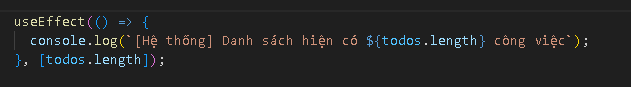 useEffect(() => {
  console.log(`[Hệ thống] Danh sách hiện có ${todos.length} công việc`);
}, [todos.length]);